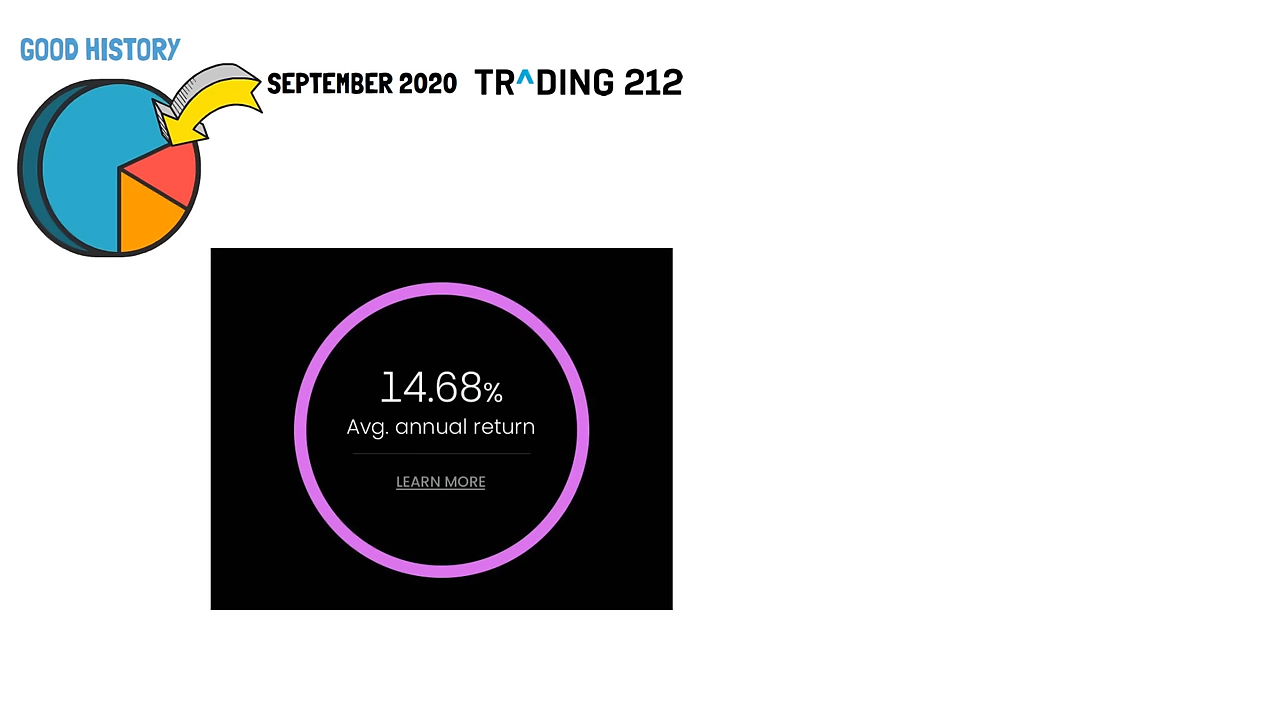 GOOD HISTORY
SEPTEMBER 2020 TR^DING 212
14.68%
Avg. annual return
LEARN MORE